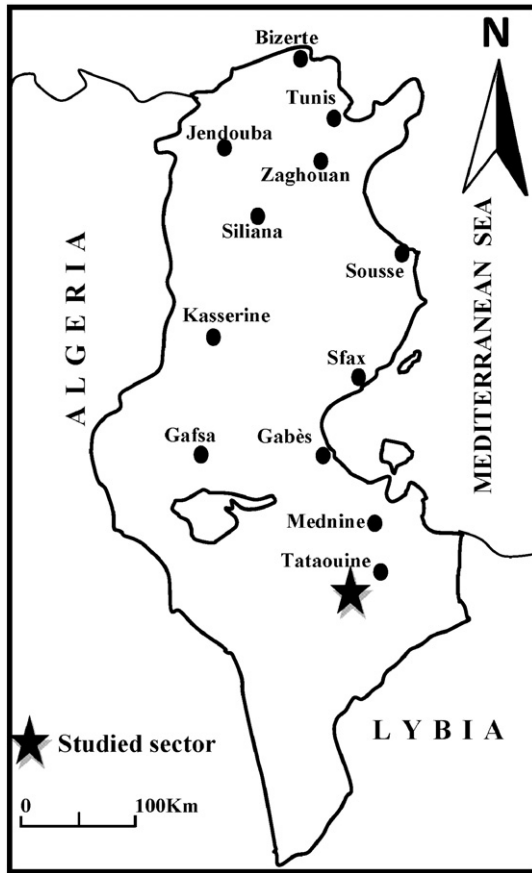 Bizerte
N
Tunis
Jendouba
Zaghouan
Siliana
Sousse
MEDITERRANEAN SEA
ALGERIA
Kasserine
Sfax
Gafsa
Gabès
Mednine
Tataouine
LYBIA
Studied sector
0 100Km